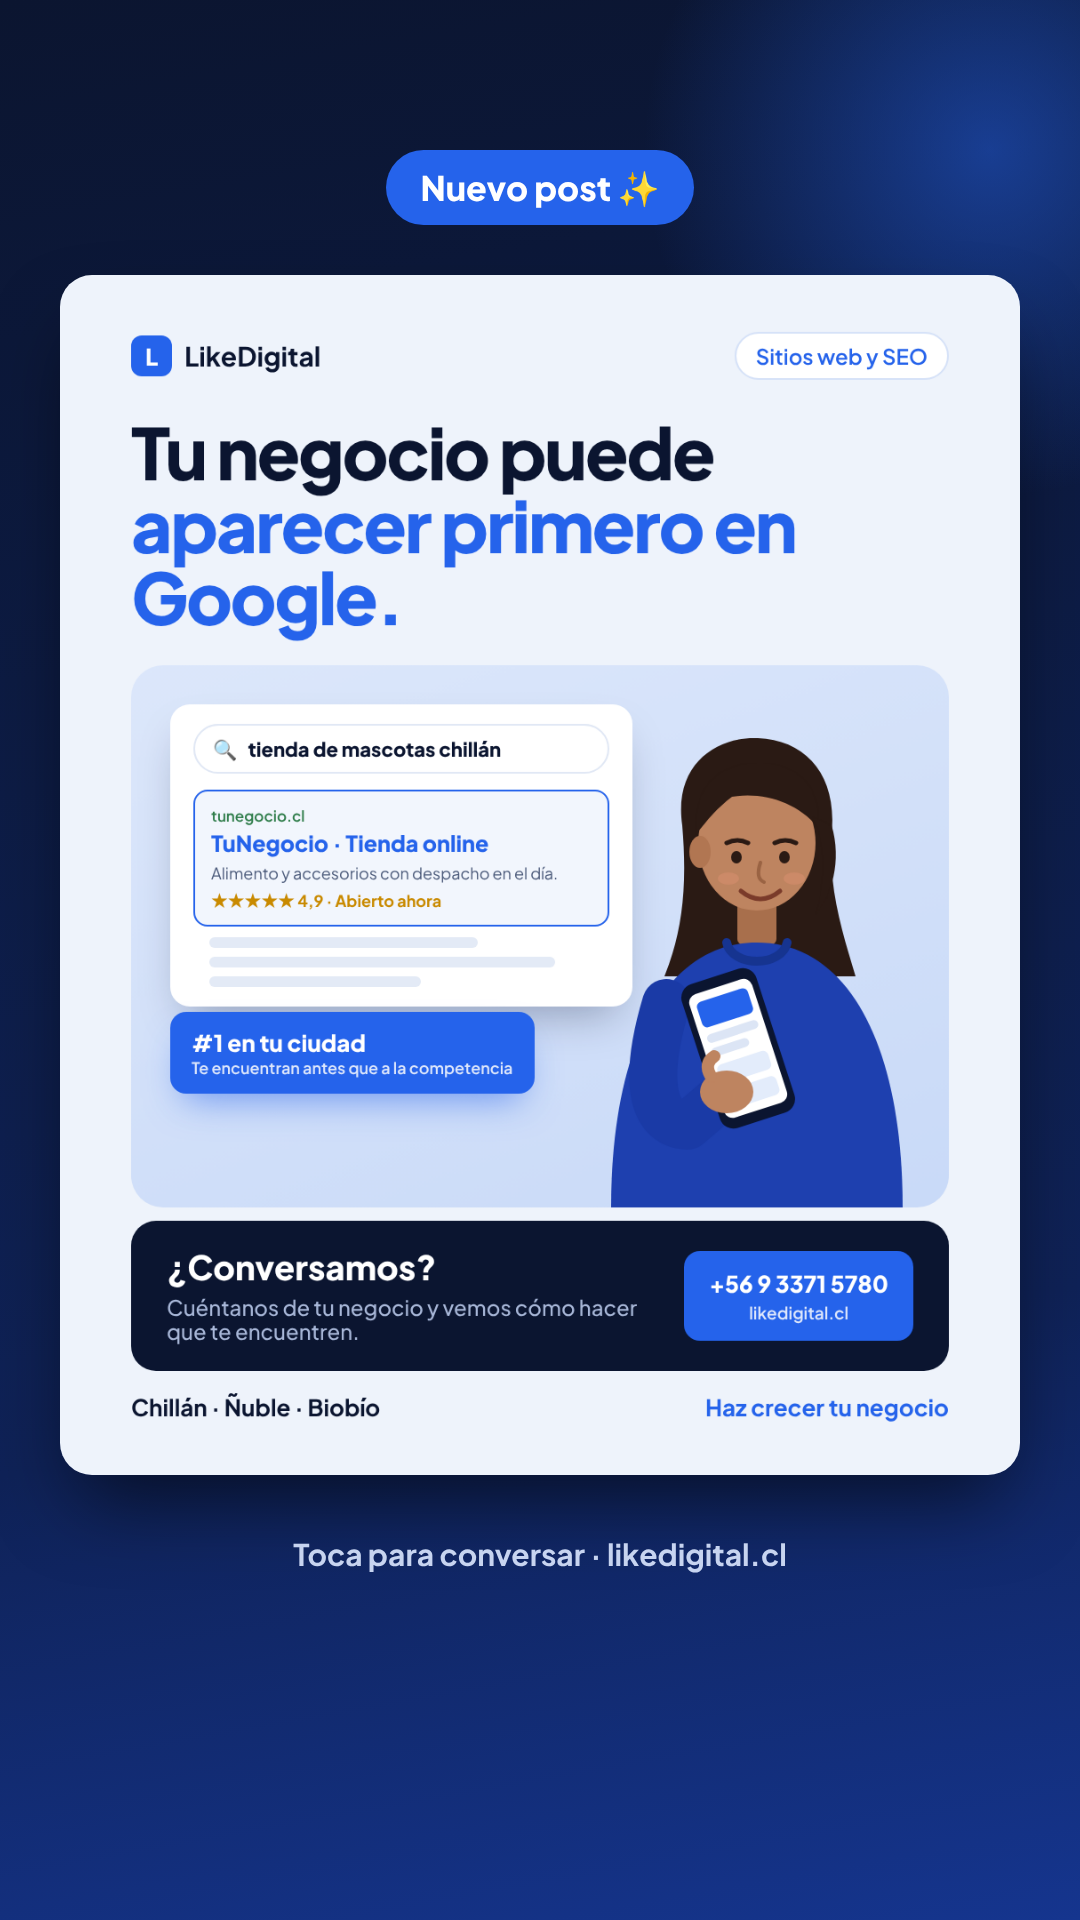 Nuevo post ✨
L LikeDigital
Sitios web y SEO
Tu negocio puede
aparecer primero en
Google.
tienda de mascotas chillán
tunegocio.cl
TuNegocio · Tienda online
Alimento y accesorios con despacho en el día.
★★★★★ 4,9 · Abierto ahora
#1 en tu ciudad
Te encuentran antes que a la competencia
¿Conversamos?
Cuéntanos de tu negocio y vemos cómo hacer
que te encuentren.
+56 9 3371 5780
likedigital.cl
Chillán · Ñuble · Biobío
Haz crecer tu negocio
Toca para conversar · likedigital.cl